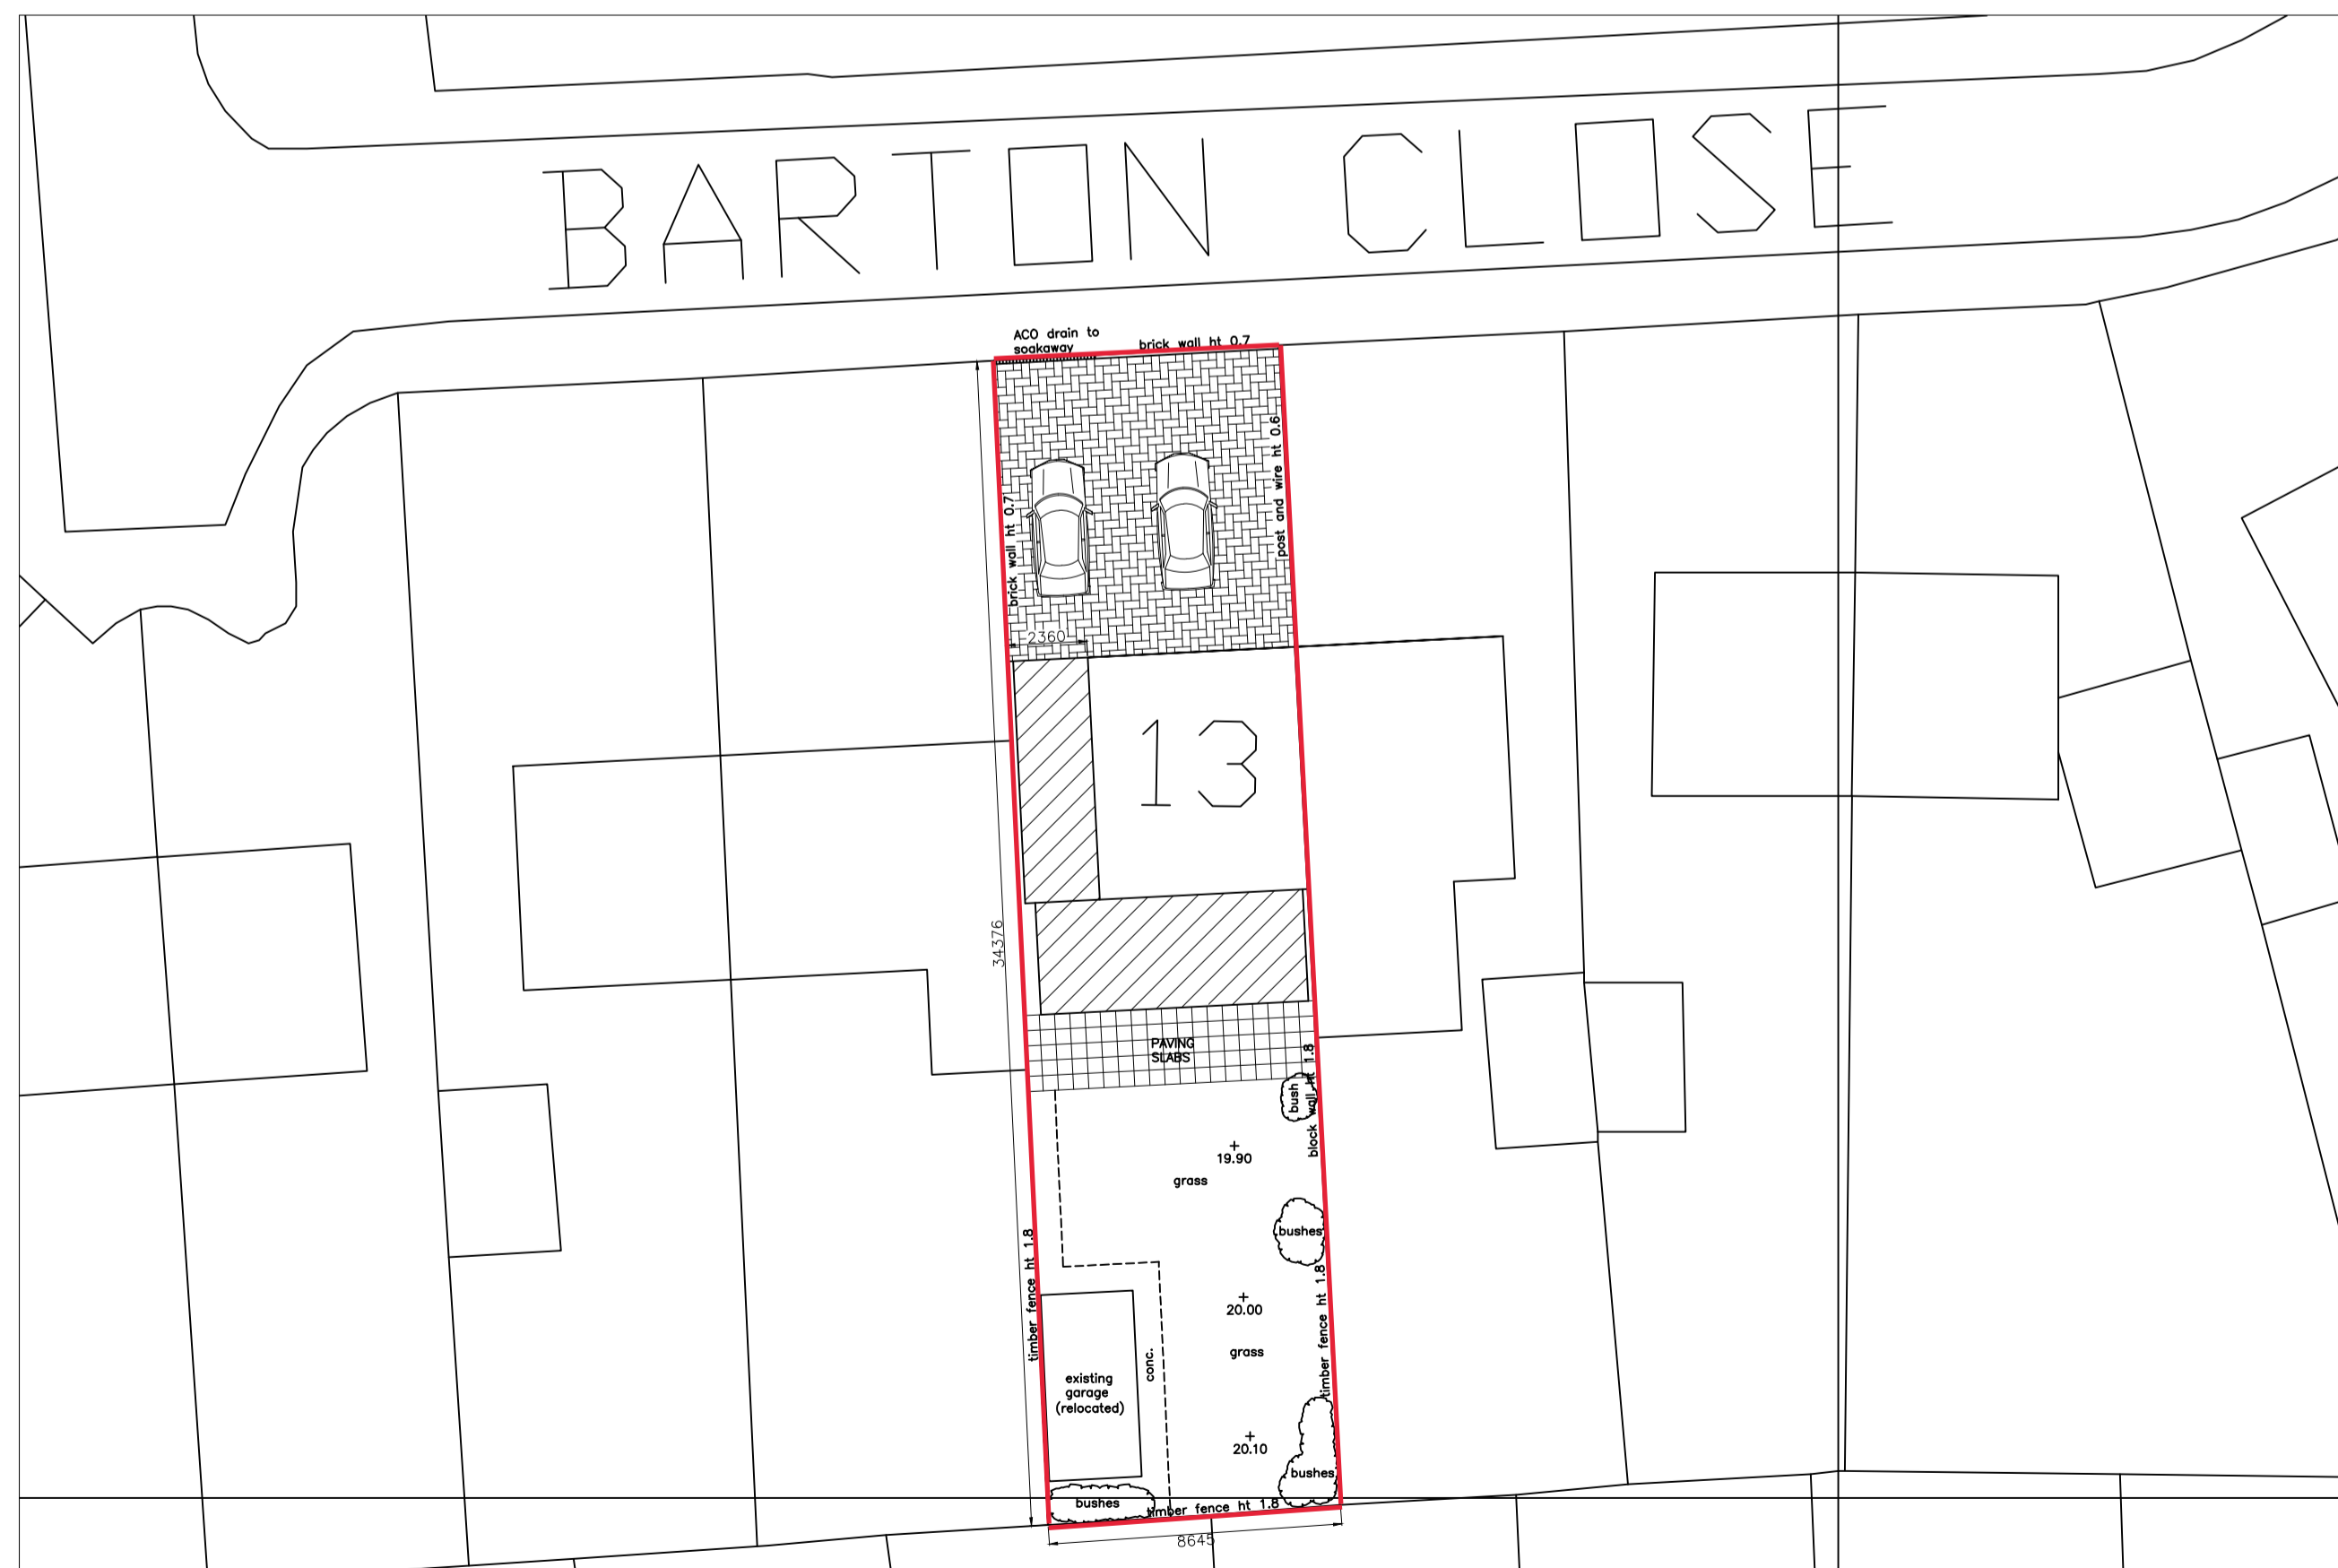 BARTON CLOSE
ACO drain to
soakaway
brick wall ht 0.7
brick wall ht 0.7
post and wire ht 0.6
2360
13
34376
PAVING
SLABS
block wall ht 1.8
bush
19.90
grass
bushes
timber fence ht 1.8
timber fence ht 1.8
20.00
grass
conc.
existing
garage
(relocated)
20.10
bushes
bushes
timber fence ht 1.8
8645